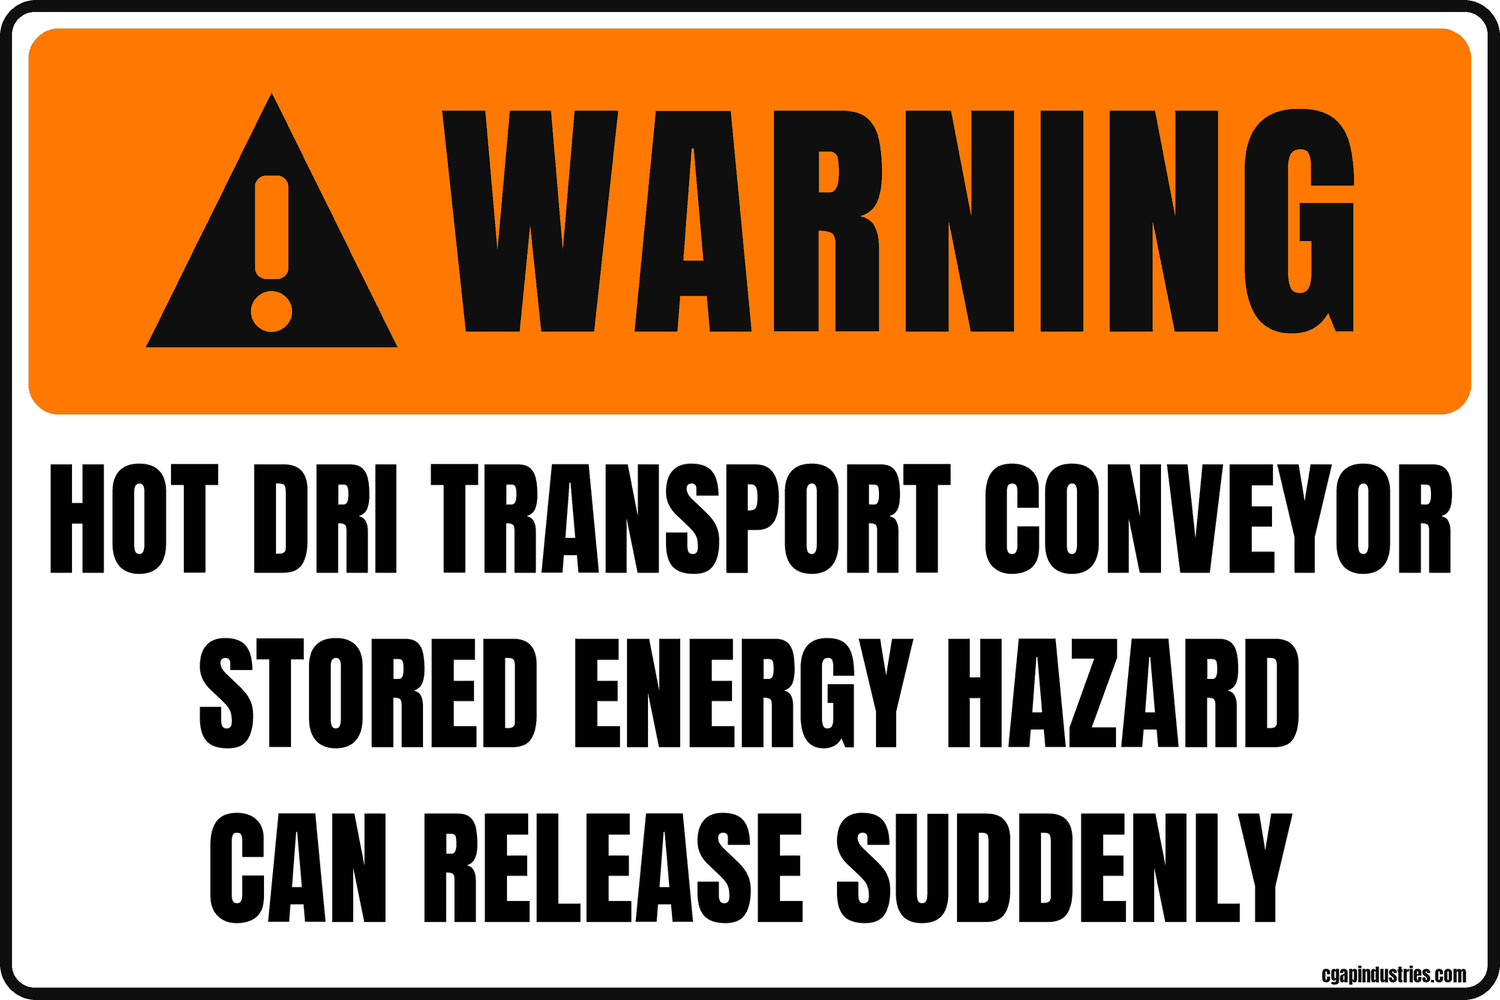 WARNING
HOT DRI TRANSPORT CONVEYOR
STORED ENERGY HAZARD
CAN RELEASE SUDDENLY
cgapindustries.com